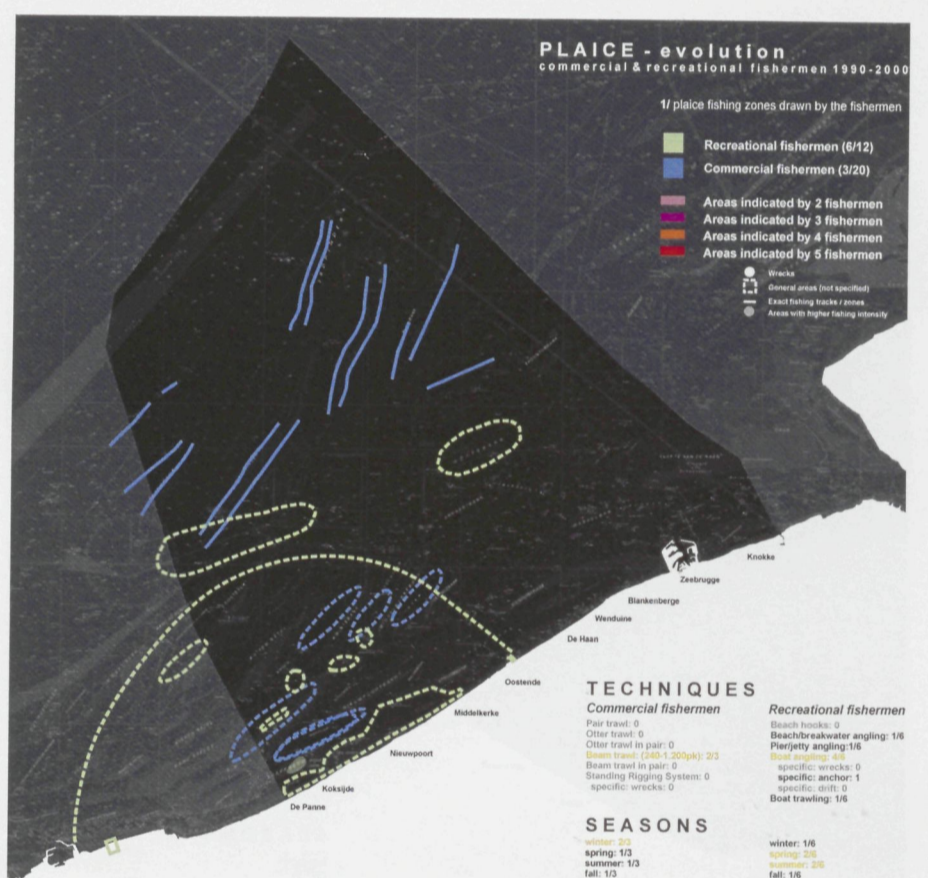 PLAICE - evolution
commercial & recreational fishermen 1990-2000
1/ plaice fishing zones drawn by the fishermen
Recreational fishermen (6/12)
Commercial fishermen (3/20)
Areas indicated by 2 fishermen
Areas indicated by 3 fishermen
Areas indicated by 4 fishermen
Areas indicated by 5 fishermen
Wrecks
General areas (not specified)
Exact fishing tracks / zones
Areas with higher fishing intensity
Knokke
Zeebrugge
Blankenberge
Wenduine
De Haan
Oostende
Middelkerke
Nieuwpoort
Koksijde
De Panne
TECHNIQUES
Commercial fishermen
Pair trawl: 0
Otter trawl: 0
Otter trawl in pair: 0
Beam trawl: (240-1.200pk): 2/3
Beam trawl in pair: 0
Standing Rigging System: 0
specific: wrecks: 0
Recreational fishermen
Beach hooks: 0
Beach/breakwater angling: 1/6
Pier/jetty angling:1/6
Boat angling: 4/6
specific: wrecks: 0
specific: anchor: 1
specific: drift: 0
Boat trawling: 1/6
SEASONS
winter: 2/3
spring: 1/3
summer: 1/3
fall: 1/3
winter: 1/6
spring: 2/6
summer: 2/6
fall: 1/6